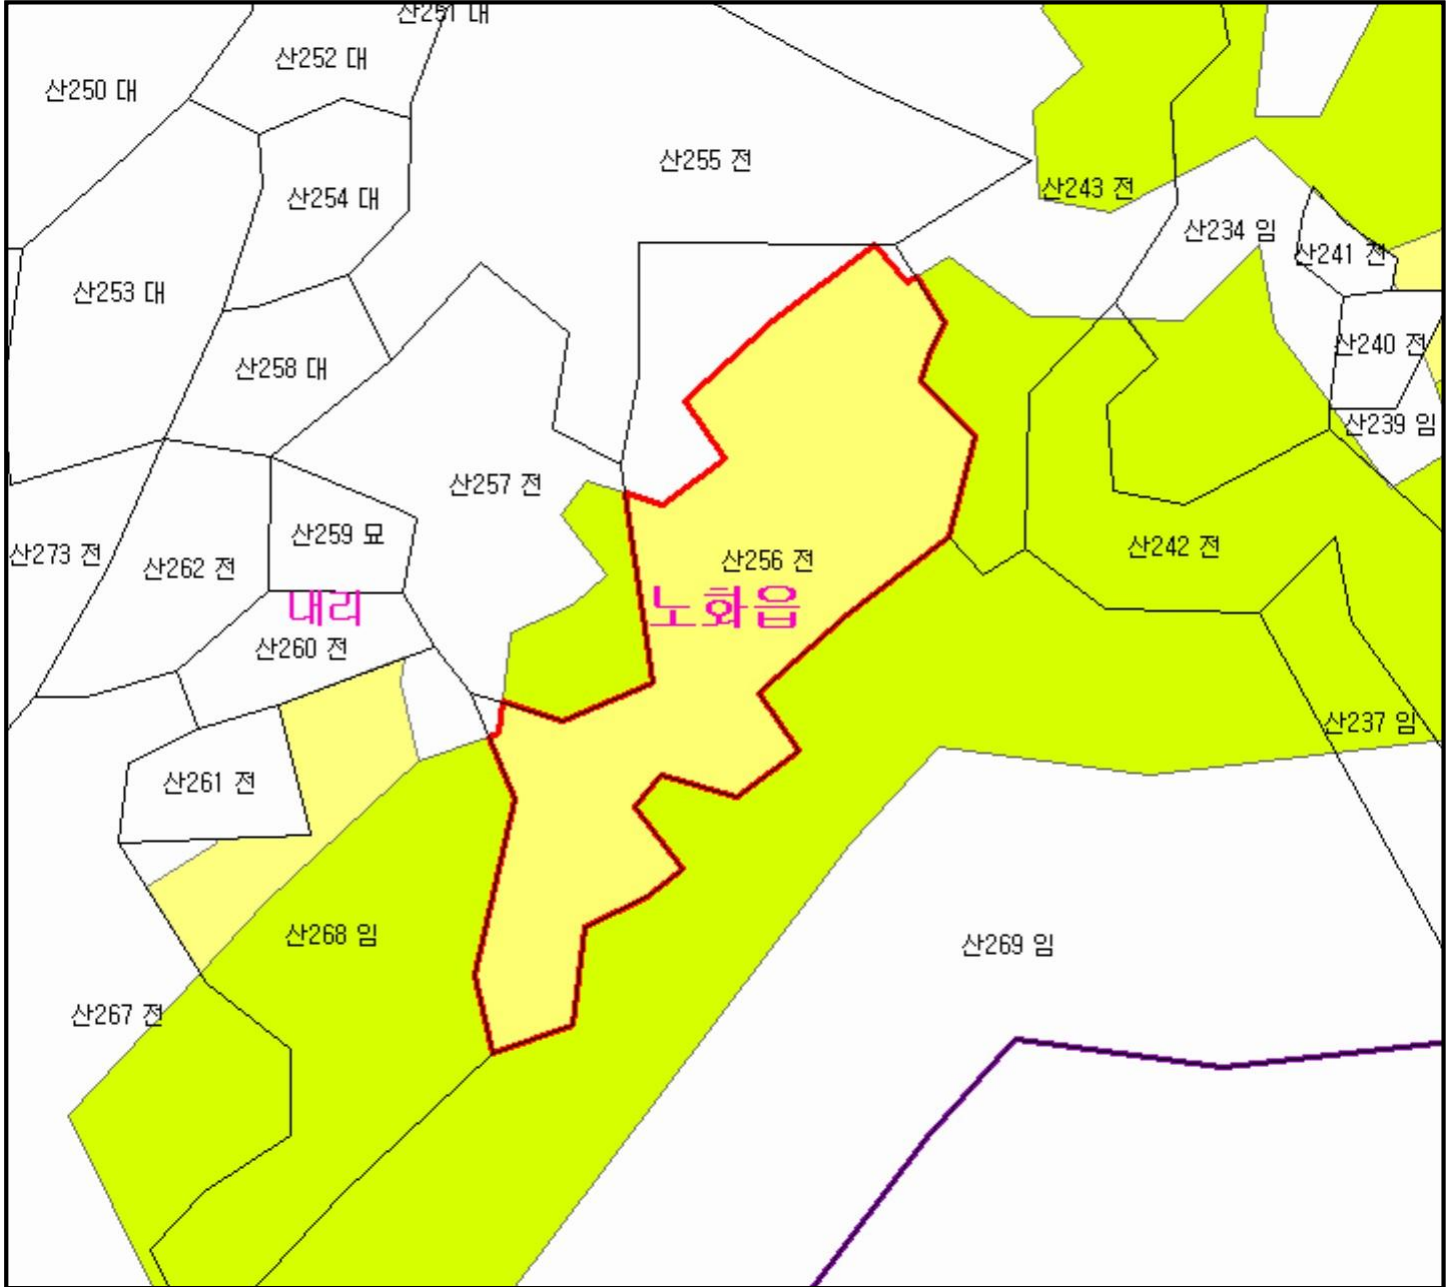 산251 대
산252 대
산250 대
산255 전
산243 전
산254 대
산234 임
산241 전
산253 대
산240 전
산258 대
산239 임
산257 전
산259 묘
산242 전
산273 전
산262 전
산256 전
내리
노화읍
산260 전
산237 임
산261 전
산268 임
산269 임
산267 전